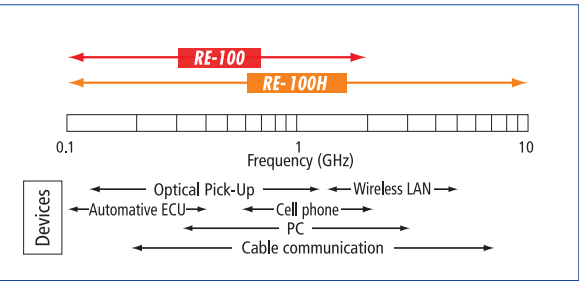 RE-100
RE-100H
0.1 1 10
Frequency (GHz)
Devices
Optical Pick-Up Wireless LAN
Automative ECU Cell phone
PC
Cable communication